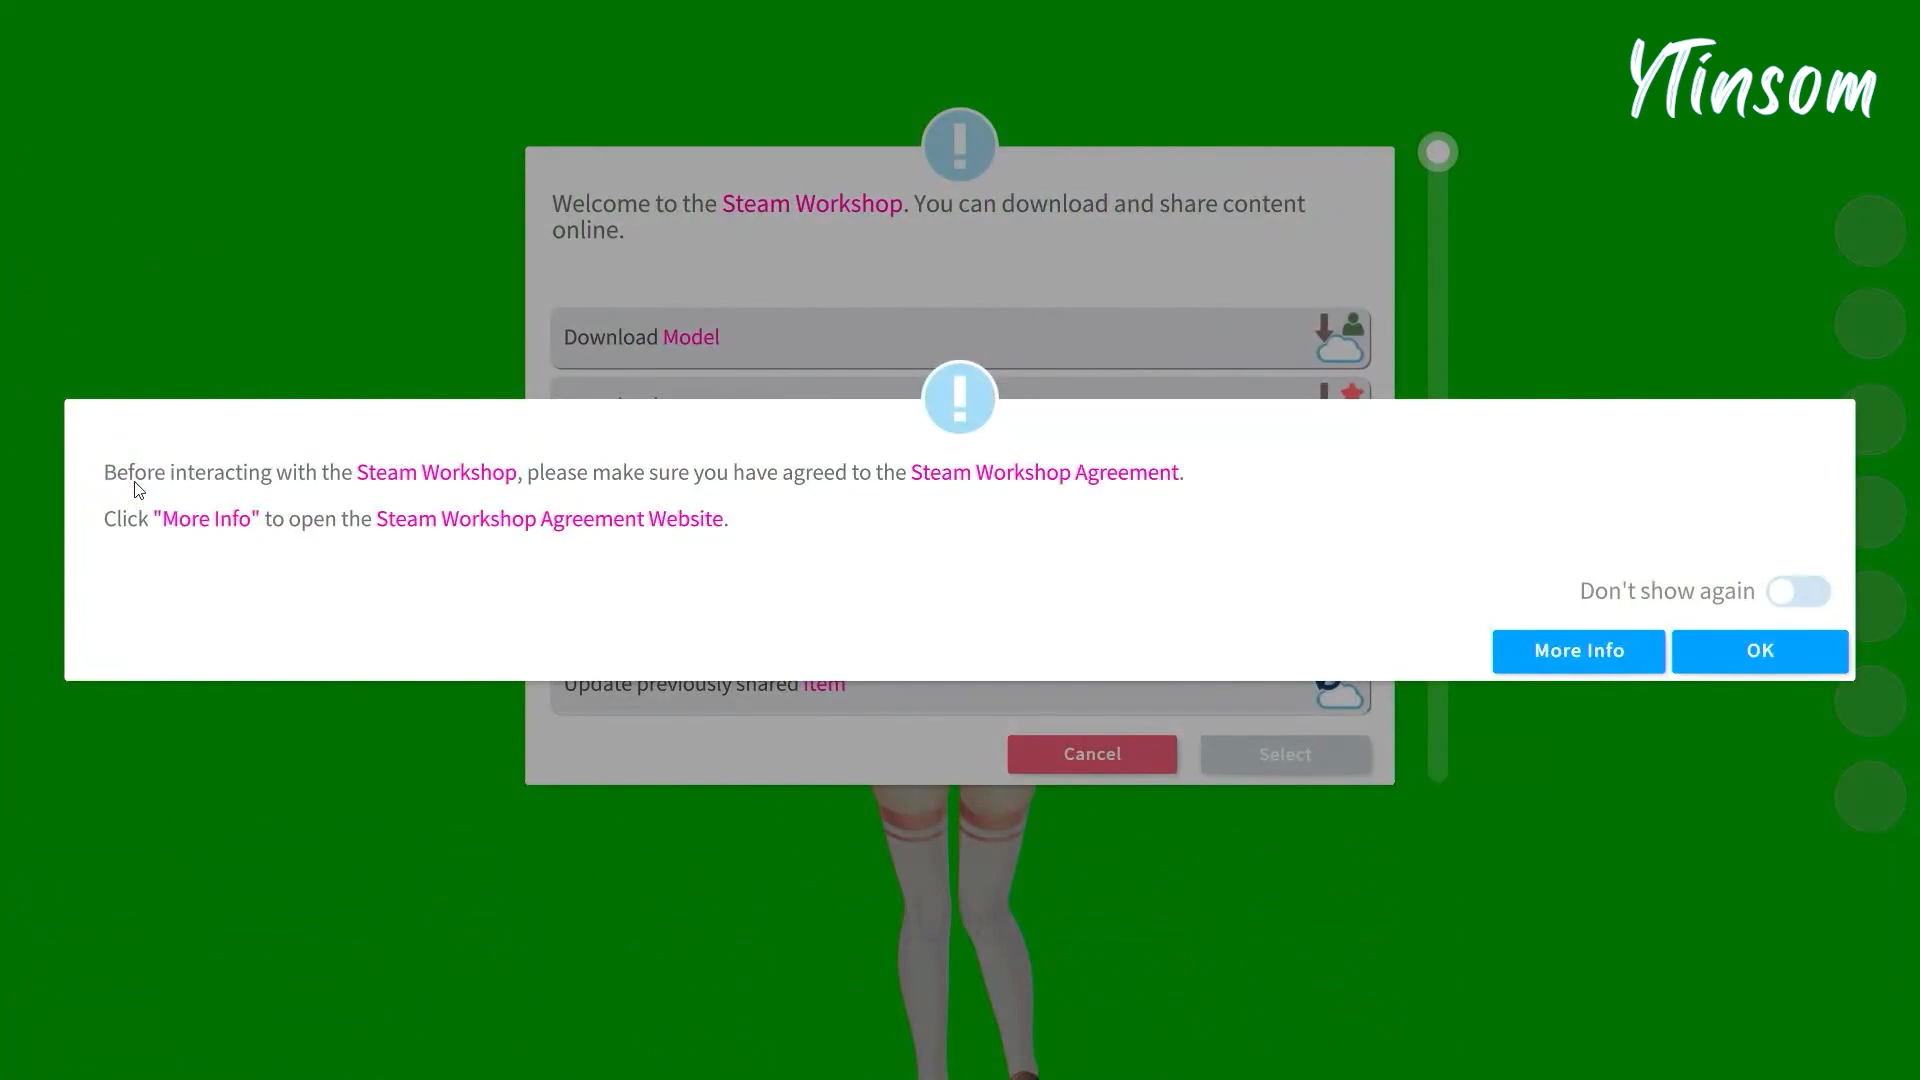 YTinsom
Welcome to the Steam Workshop. You can download and share content
online.
Download Model
Before interacting with the Steam Workshop, please make sure you have agreed to the Steam Workshop Agreement.
Click "More Info" to open the Steam Workshop Agreement Website.
Don't show again
More Info
OK
Update previously shared item
Cancel
Select